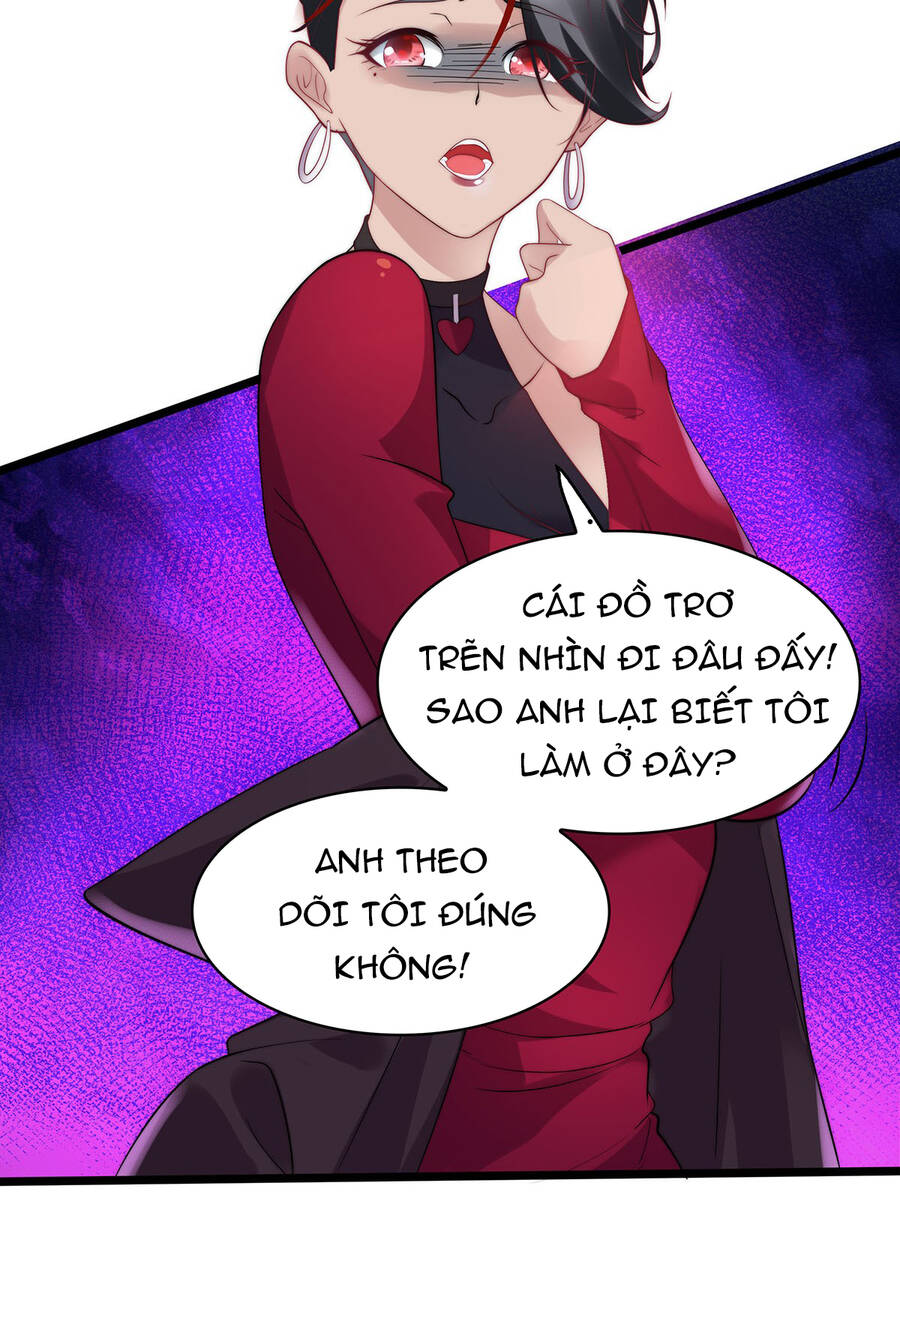 CÁI ĐỒ TRƠ
TRẼN NHÌN ĐI ĐÂU ĐẤY!
SAO ANH LẠI BIẾT TÔI
LÀM Ở ĐÂY?
ANH THEO
DÕI TÔI ĐÚNG
KHÔNG!